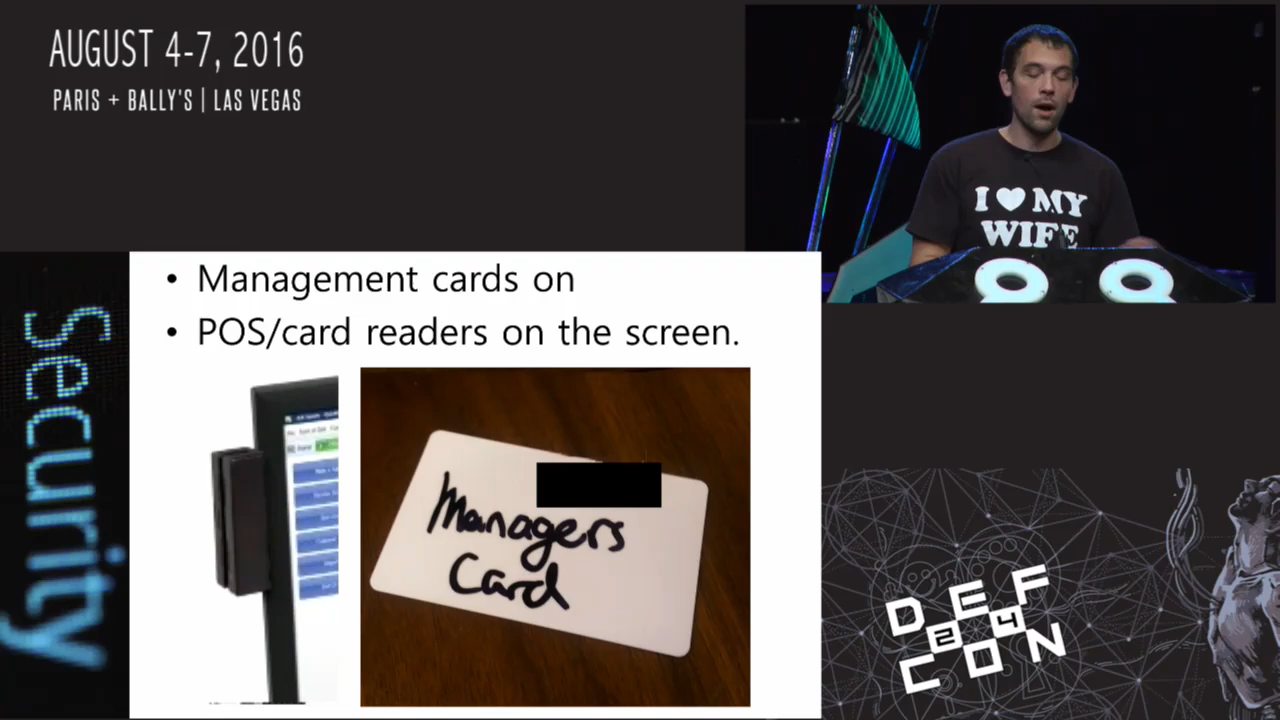 AUGUST 4-7, 2016
PARIS + BALLY'S | LAS VEGAS
I ♥ MY
WIFE
Security
• Management cards on
• POS/card readers on the screen.
Managers
Card
DEF
24
CON